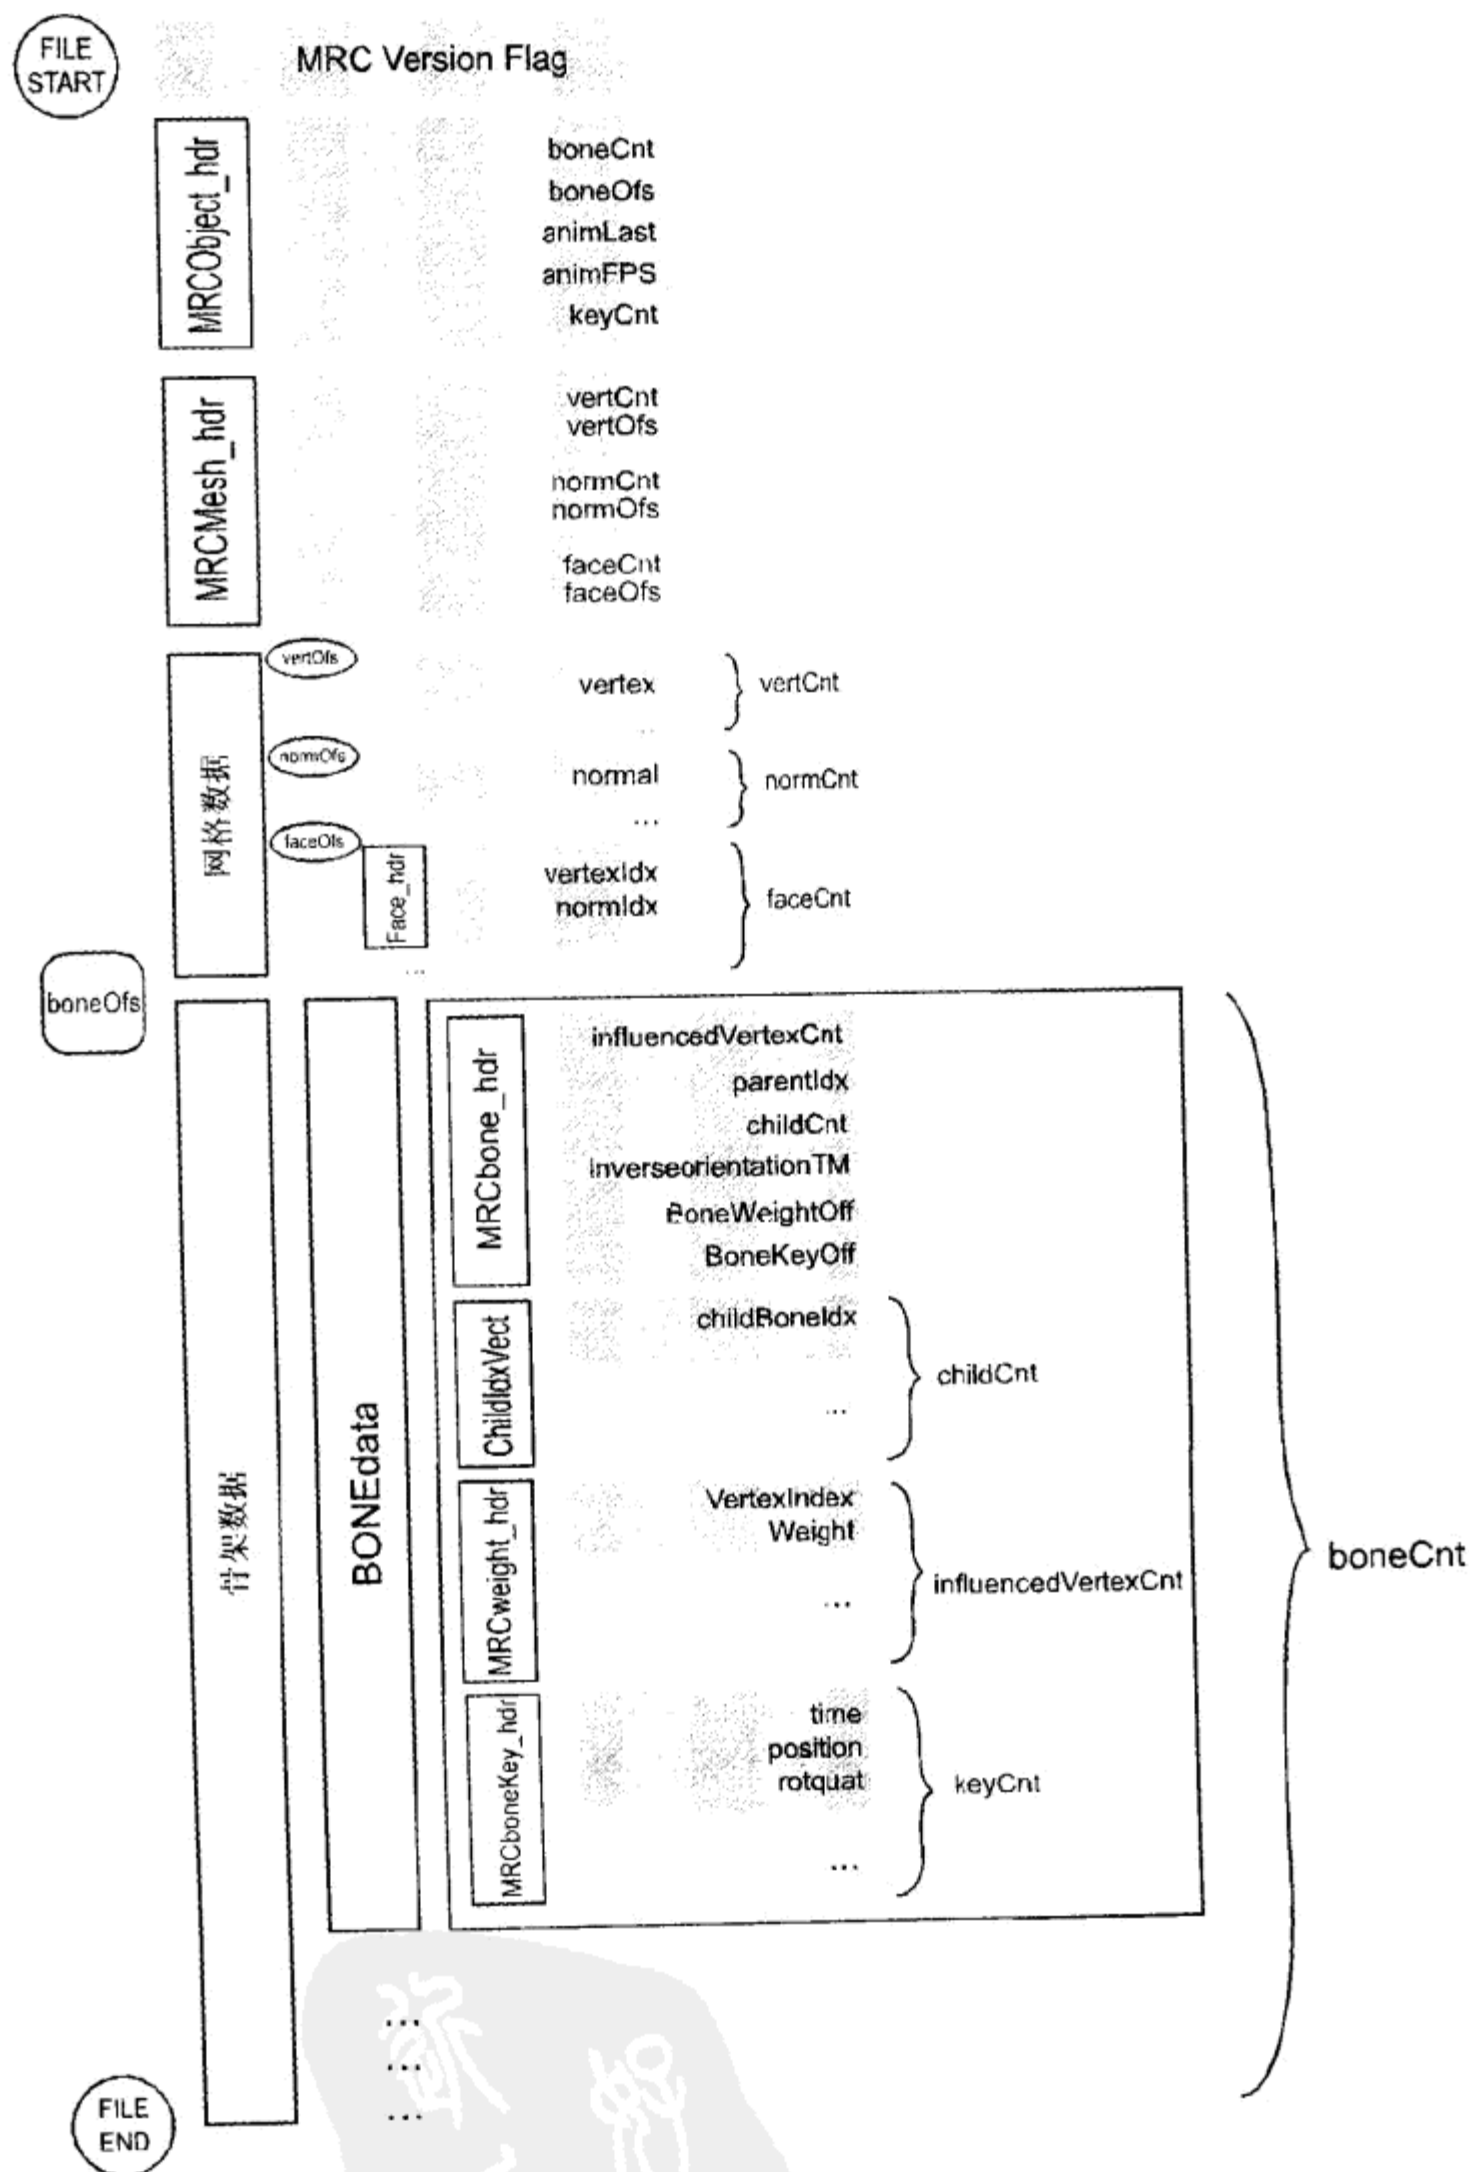 FILE
START
MRC Version Flag
MRCObject_hdr
boneCnt
boneOfs
animLast
animFPS
keyCnt
MRCMesh_hdr
vertCnt
vertOfs
normCnt
normOfs
faceCnt
faceOfs
网格数据
vertOfs
vertex
...
vertCnt
normOfs
normal
...
normCnt
faceOfs
Face_hdr
vertexIdx
normIdx
faceCnt
...
boneOfs
骨架数据
BONEdata
MRCbone_hdr
influencedVertexCnt
parentIdx
childCnt
InverseorientationTM
BoneWeightOff
BoneKeyOff
ChildIdxVect
childBoneIdx
...
childCnt
MRCweight_hdr
VertexIndex
Weight
...
influencedVertexCnt
MRCboneKey_hdr
time
position
rotquat
...
keyCnt
boneCnt
...
...
...
FILE
END